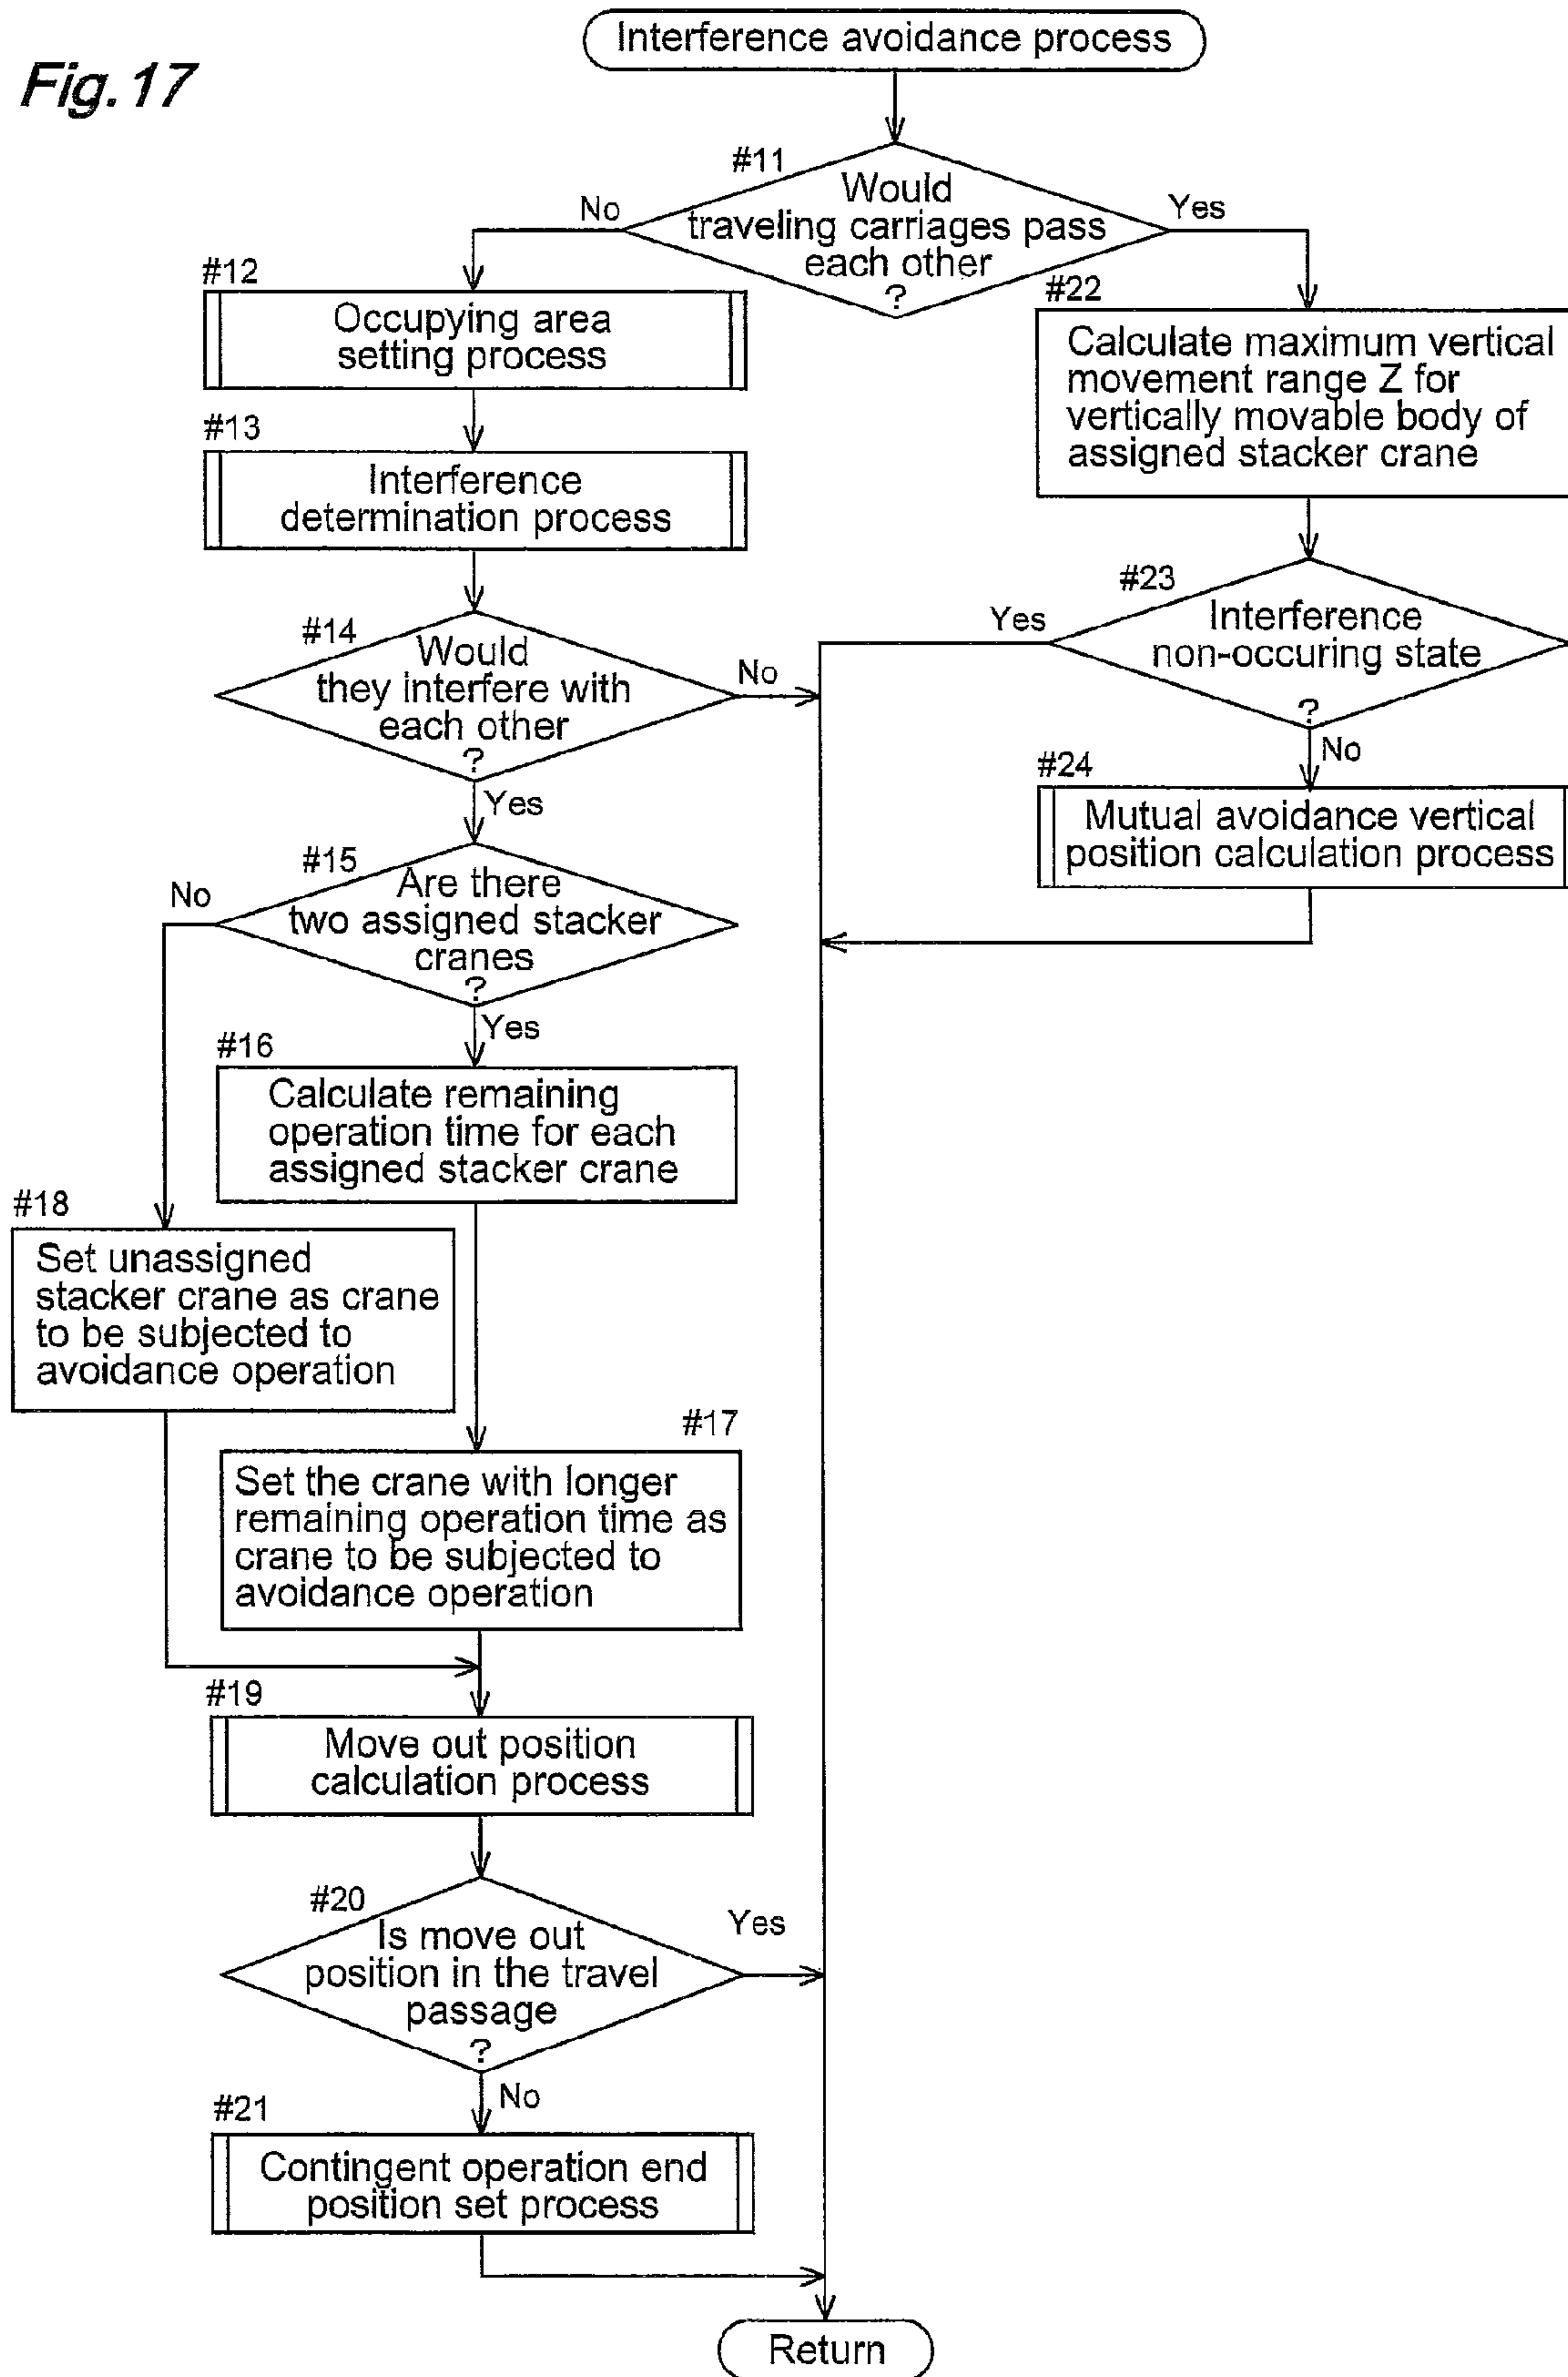 Fig. 17
Interference avoidance process
#11
Would
traveling carriages pass
each other
?
No
Yes
#12
Occupying area
setting process
#13
Interference
determination process
#14
Would
they interfere with
each other
?
No
Yes
#15
Are there
two assigned stacker
cranes
?
No
Yes
#16
Calculate remaining
operation time for each
assigned stacker crane
#18
Set unassigned
stacker crane as crane
to be subjected to
avoidance operation
#17
Set the crane with longer
remaining operation time as
crane to be subjected to
avoidance operation
#19
Move out position
calculation process
#20
Is move out
position in the travel
passage
?
Yes
No
#21
Contingent operation end
position set process
#22
Calculate maximum vertical
movement range Z for
vertically movable body of
assigned stacker crane
#23
Interference
non-occuring state
?
Yes
No
#24
Mutual avoidance vertical
position calculation process
Return